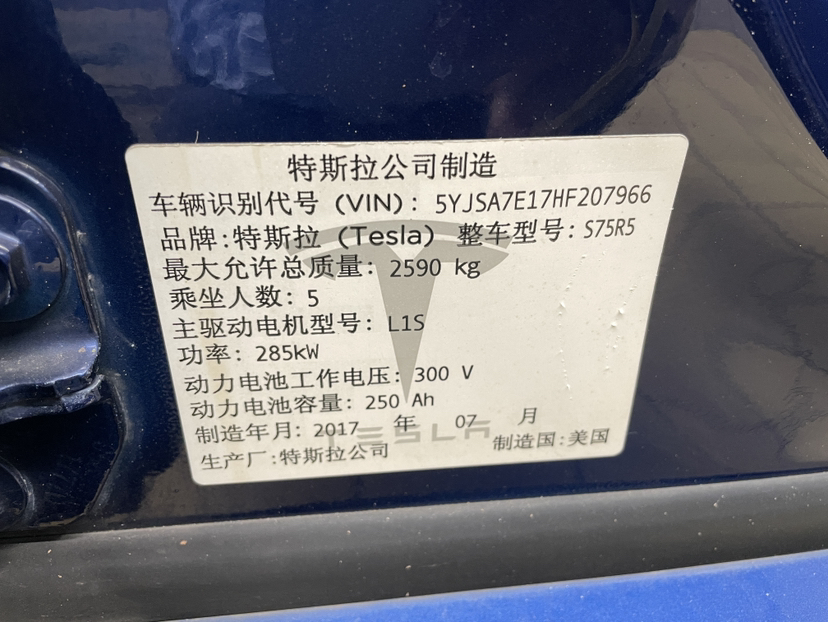 特斯拉公司制造
车辆识别代号 (VIN): 5YJSA7E17HF207966
品牌:特斯拉 (Tesla) 整车型号: S75R5
最大允许总质量: 2590 kg
乘坐人数: 5
主驱动电机型号: L1S
功率: 285kW
动力电池工作电压: 300 V
动力电池容量: 250 Ah
制造年月: 2017 年 07 月
TESLA
生产厂:特斯拉公司 制造国:美国